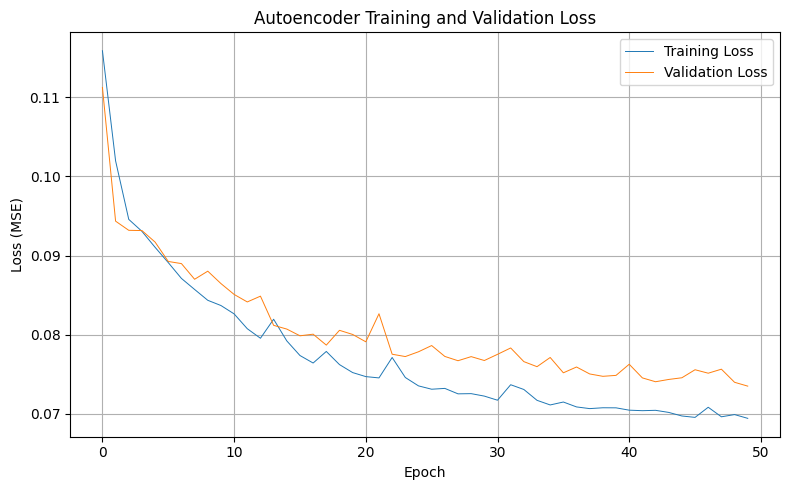 Autoencoder Training and Validation Loss
Training Loss
Validation Loss
Loss (MSE)
0.11
0.10
0.09
0.08
0.07
0
10
20
30
40
50
Epoch